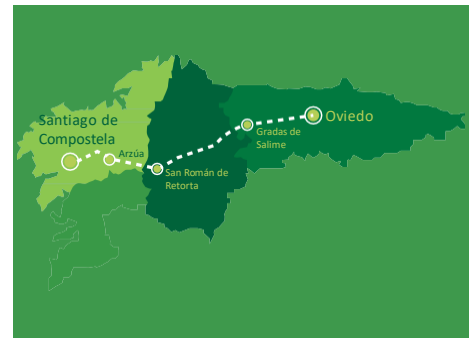 Santiago de
Compostela
Arzúa
San Román de
Retorta
Gradas de
Salime
Oviedo